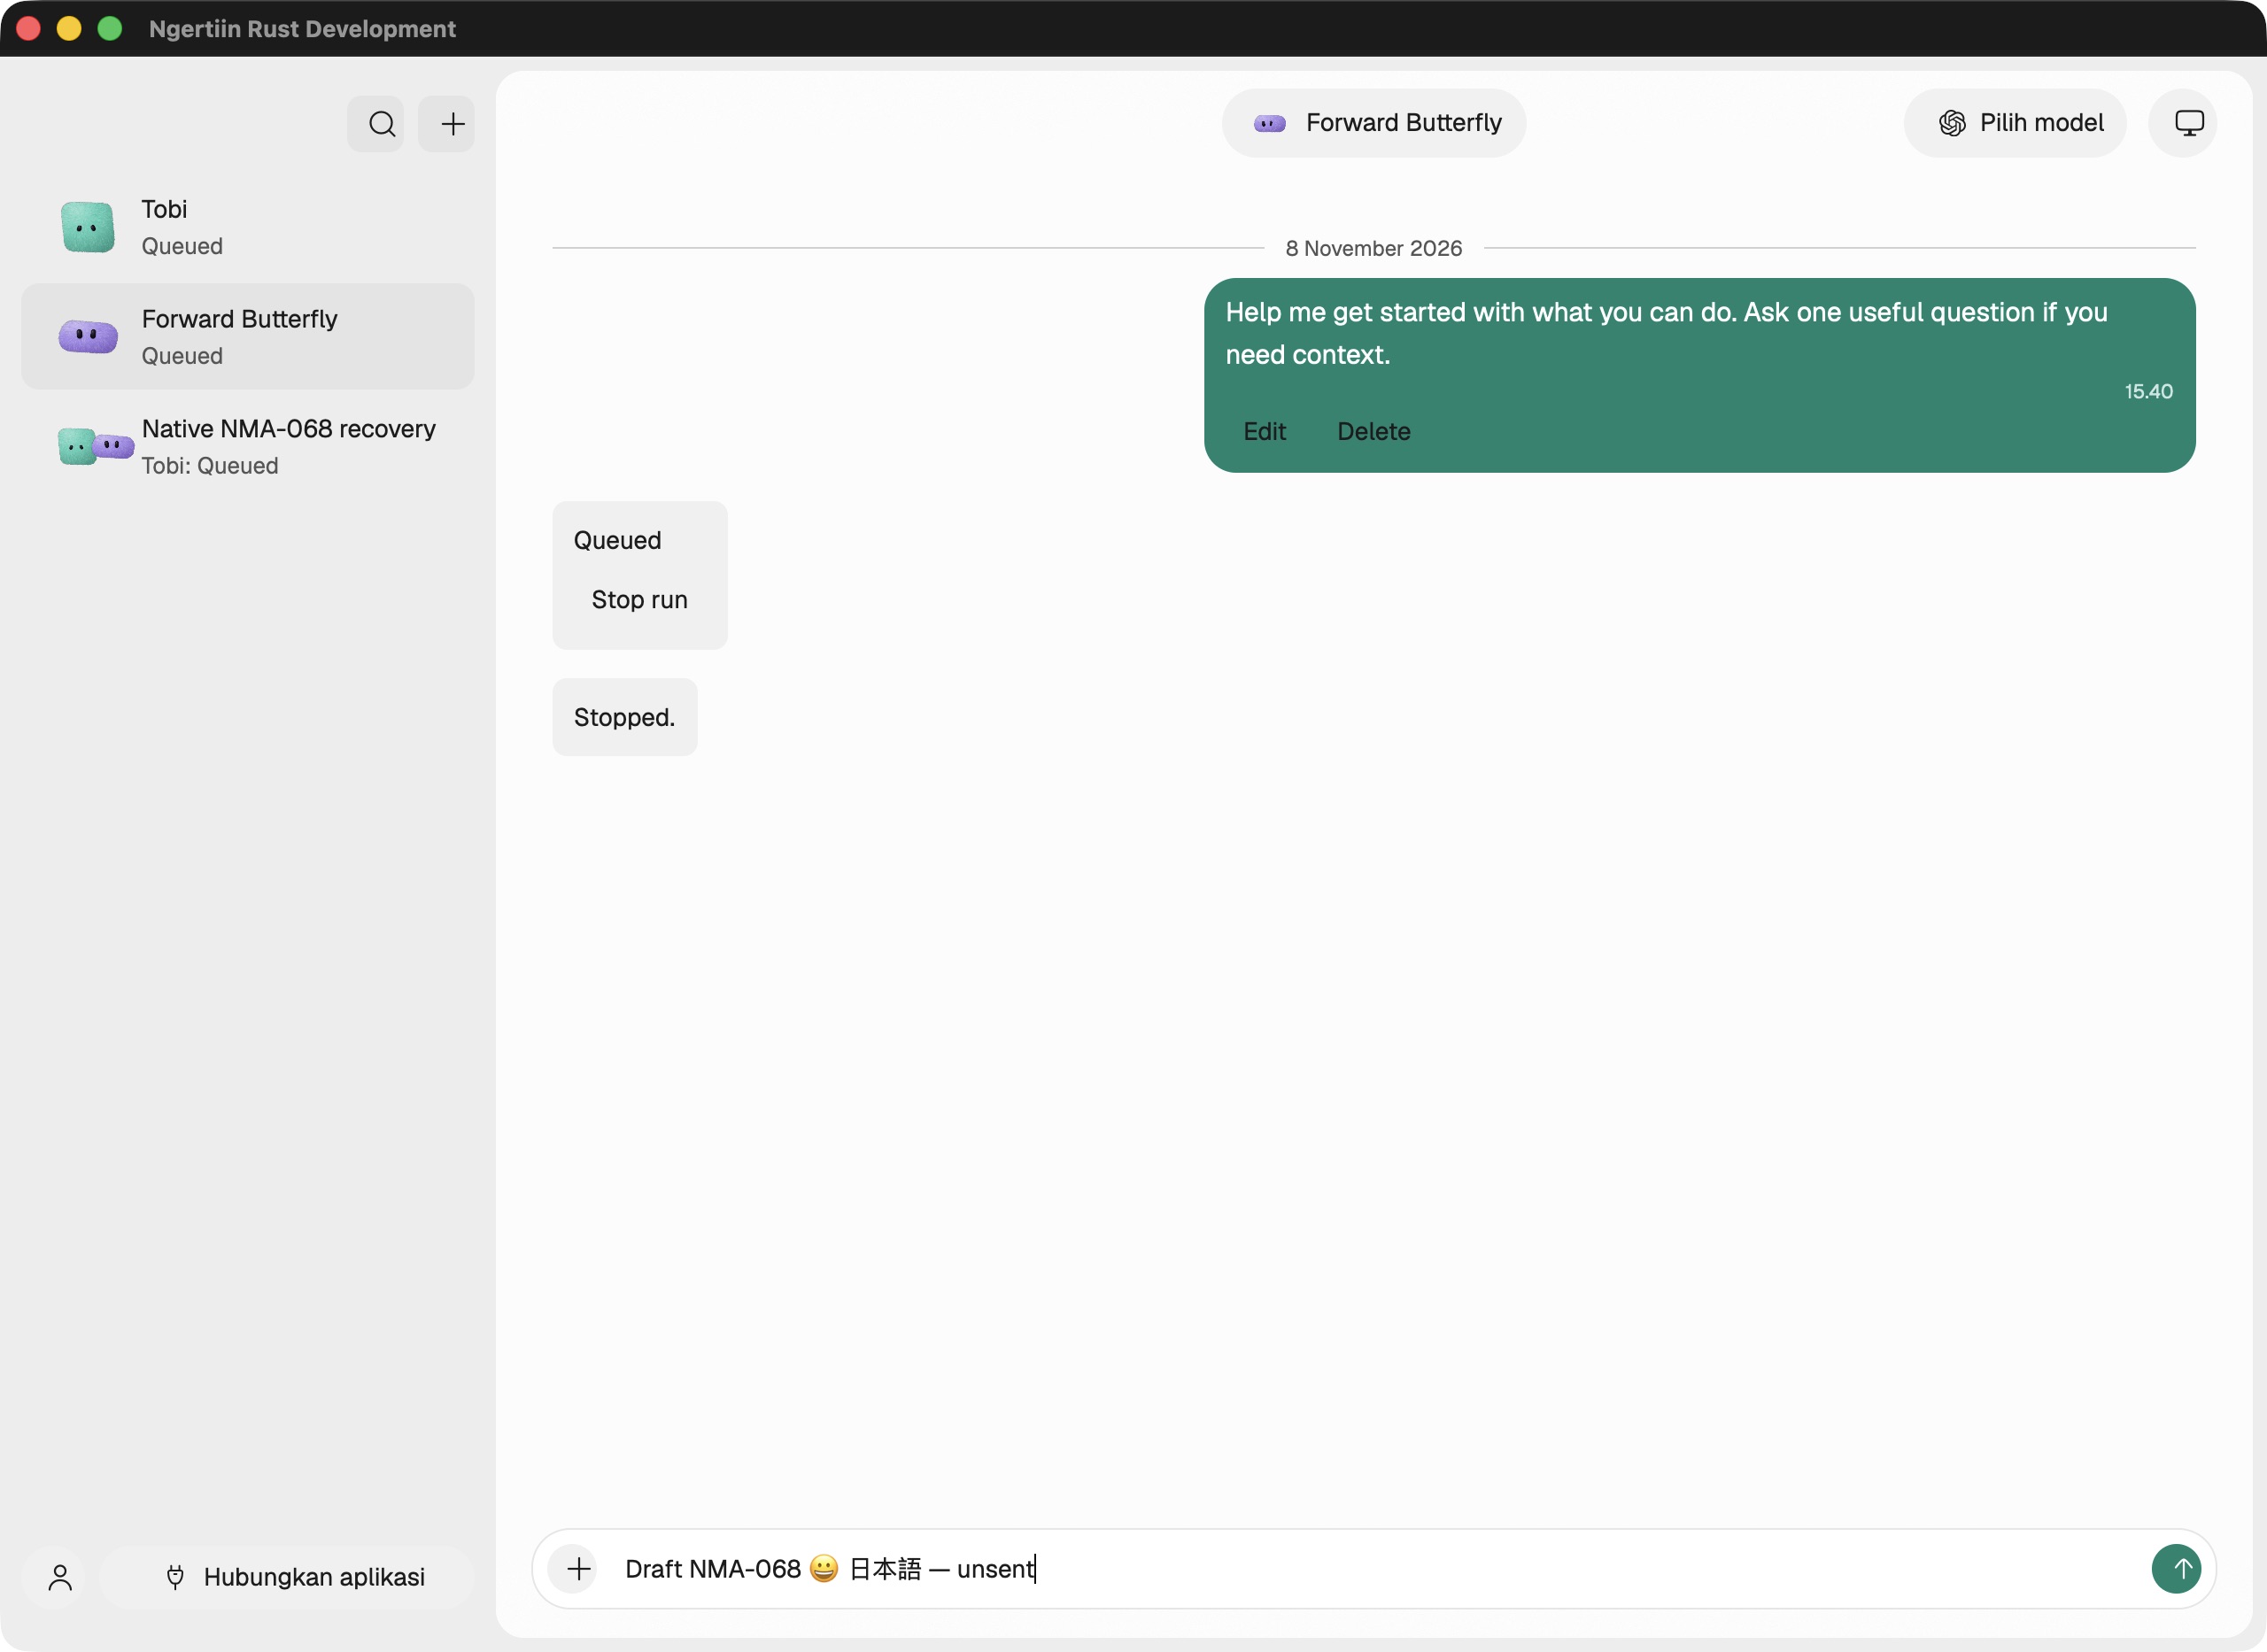 Ngertiin Rust Development
Tobi
Queued
Forward Butterfly
Queued
Native NMA-068 recovery
Tobi: Queued
Hubungkan aplikasi
Forward Butterfly
Pilih model
8 November 2026
Help me get started with what you can do. Ask one useful question if you
need context.
15.40
Edit Delete
Queued
Stop run
Stopped.
Draft NMA-068 😀 日本語 — unsent